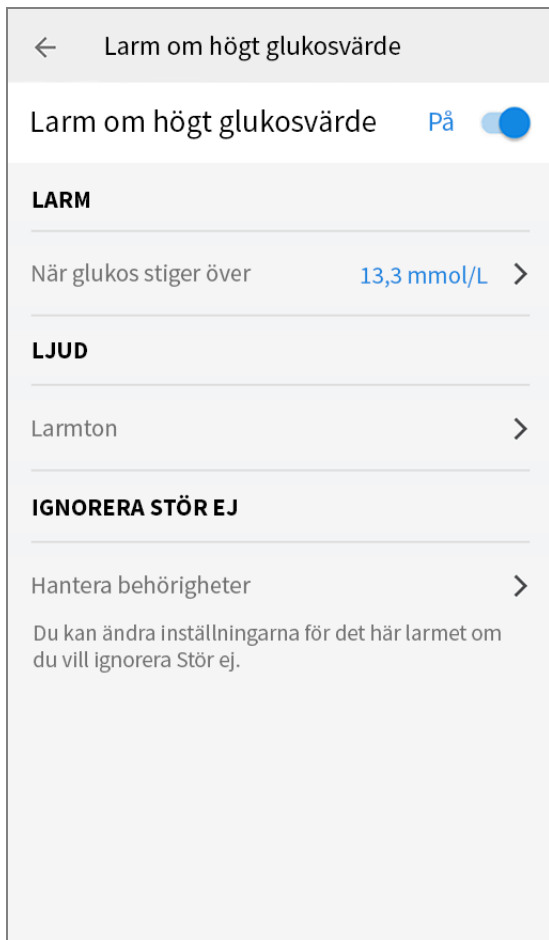 Larm om högt glukosvärde
Larm om högt glukosvärde På
LARM
När glukos stiger över 13,3 mmol/L
LJUD
Larmton
IGNORERA STÖR EJ
Hantera behörigheter
Du kan ändra inställningarna för det här larmet om
du vill ignorera Stör ej.